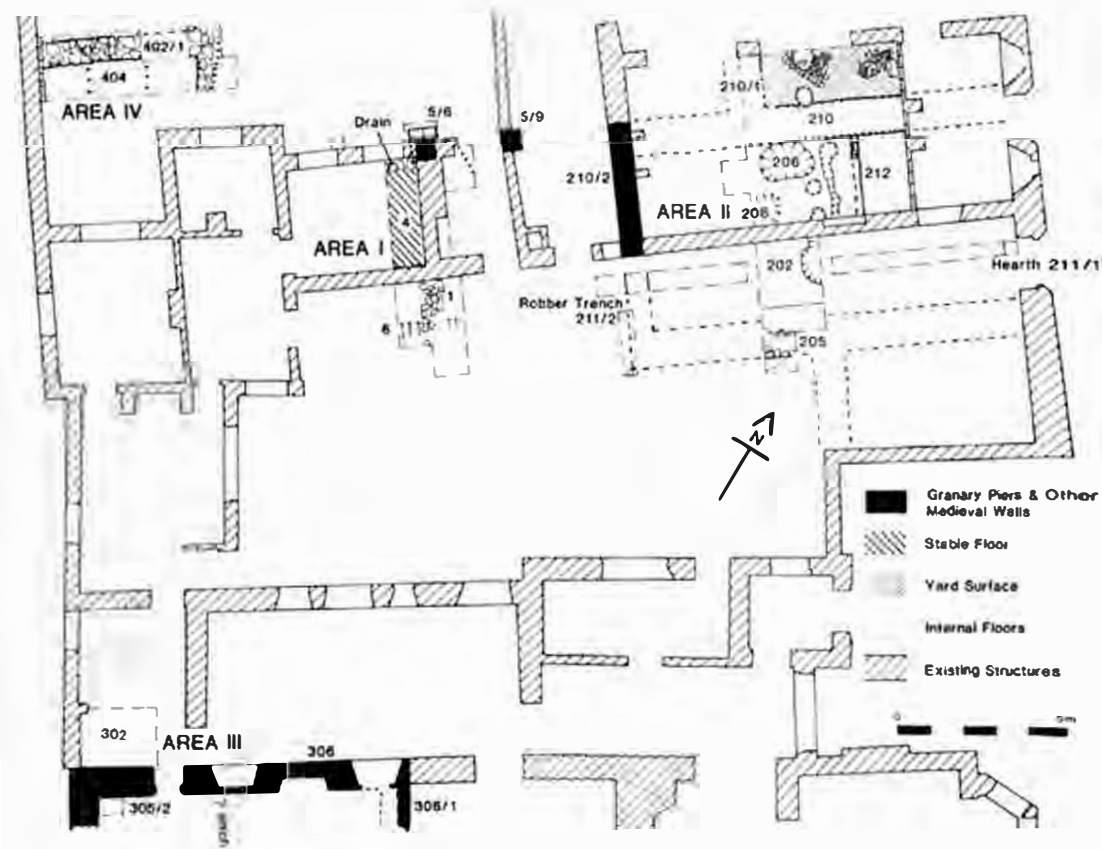 402/1
404
AREA IV
5/6
Drain
5/9
4
AREA I
1
6
210/1
210
206
210/2
212
AREA II
208
202
Hearth 211/1
Robber Trench
211/2
205
N
Granary Piers & Other
Medieval Walls
Stable Floor
Yard Surface
Internal Floors
Existing Structures
0
5m
302
AREA III
306
305/2
306/1